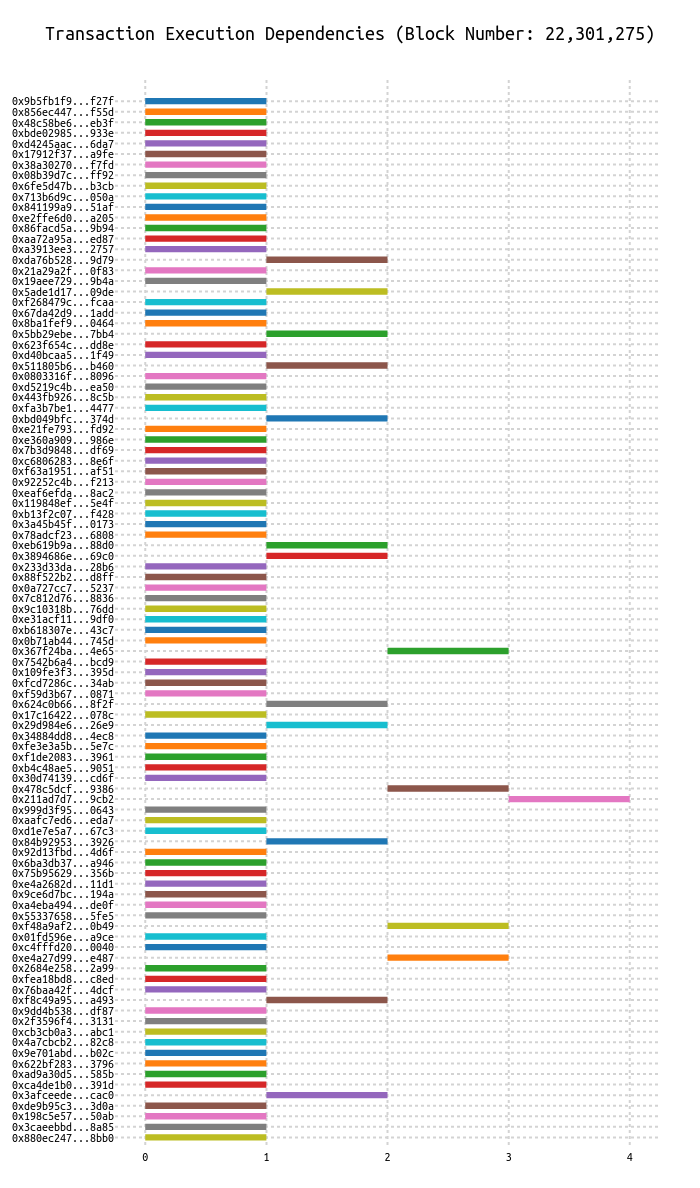 Transaction Execution Dependencies (Block Number: 22,301,275)
0x9b5fb1f9...f27f
0x856ec447...f55d
0x48c58be6...eb3f
0xbde02985...933e
0xd4245aac...6da7
0x17912f37...a9fe
0x38a30270...f7fd
0x08b39d7c...ff92
0x6fe5d47b...b3cb
0x713b6d9c...050a
0x841199a9...51af
0xe2ffe6d0...a205
0x86facd5a...9b94
0xaa72a95a...ed87
0xa3913ee3...2757
0xda76b528...9d79
0x21a29a2f...0f83
0x19aee729...9b4a
0x5ade1d17...09de
0xf268479c...fcaa
0x67da42d9...1add
0x8ba1fef9...0464
0x5bb29ebe...7bb4
0x623f654c...dd8e
0xd40bcaa5...1f49
0x511805b6...b460
0x0803316f...8096
0xd5219c4b...ea50
0x443fb926...8c5b
0xfa3b7be1...4477
0xbd049bfc...374d
0xe21fe793...fd92
0xe360a909...986e
0x7b3d9848...df69
0xc6806283...8e6f
0xf63a1951...af51
0x92252c4b...f213
0xeaf6efda...8ac2
0x119848ef...5e4f
0xb13f2c07...f428
0x3a45b45f...0173
0x78adcf23...6808
0xeb619b9a...88d0
0x3894686e...69c0
0x233d33da...28b6
0x88f522b2...d8ff
0x0a727cc7...5237
0x7c812d76...8836
0x9c10318b...76dd
0xe31acf11...9df0
0xb618307e...43c7
0x0b71ab44...745d
0x367f24ba...4e65
0x7542b6a4...bcd9
0x109fe3f3...395d
0xfcd7286c...34ab
0xf59d3b67...0871
0x624c0b66...8f2f
0x17c16422...078c
0x29d984e6...26e9
0x34884dd8...4ec8
0xfe3e3a5b...5e7c
0xf1de2083...3961
0xb4c48ae5...9051
0x30d74139...cd6f
0x478c5dcf...9386
0x211ad7d7...9cb2
0x999d3f95...0643
0xaafc7ed6...eda7
0xd1e7e5a7...67c3
0x84b92953...3926
0x92d13fbd...4d6f
0x6ba3db37...a946
0x75b95629...356b
0xe4a2682d...11d1
0x9ce6d7bc...194a
0xa4eba494...de0f
0x55337658...5fe5
0xf48a9af2...0b49
0x01fd596e...a9ce
0xc4fffd20...0040
0xe4a27d99...e487
0x2684e258...2a99
0xfea18bd8...c8ed
0x76baa42f...4dcf
0xf8c49a95...a493
0x9dd4b538...df87
0x2f3596f4...3131
0xcb3cb0a3...abc1
0x4a7cbcb2...82c8
0x9e701abd...b02c
0x622bf283...3796
0xad9a30d5...585b
0xca4de1b0...391d
0x3afceede...cac0
0xde9b95c3...3d0a
0x198c5e57...50ab
0x3caeebbd...8a85
0x880ec247...8bb0
0 1 2 3 4